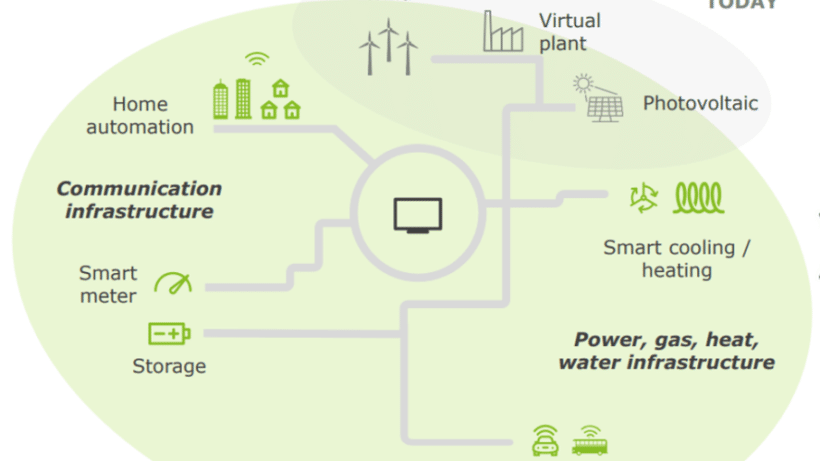 TODAY
Virtual
plant
Photovoltaic
Home
automation
Communication
infrastructure
Smart cooling /
heating
Smart
meter
Storage
Power, gas, heat,
water infrastructure